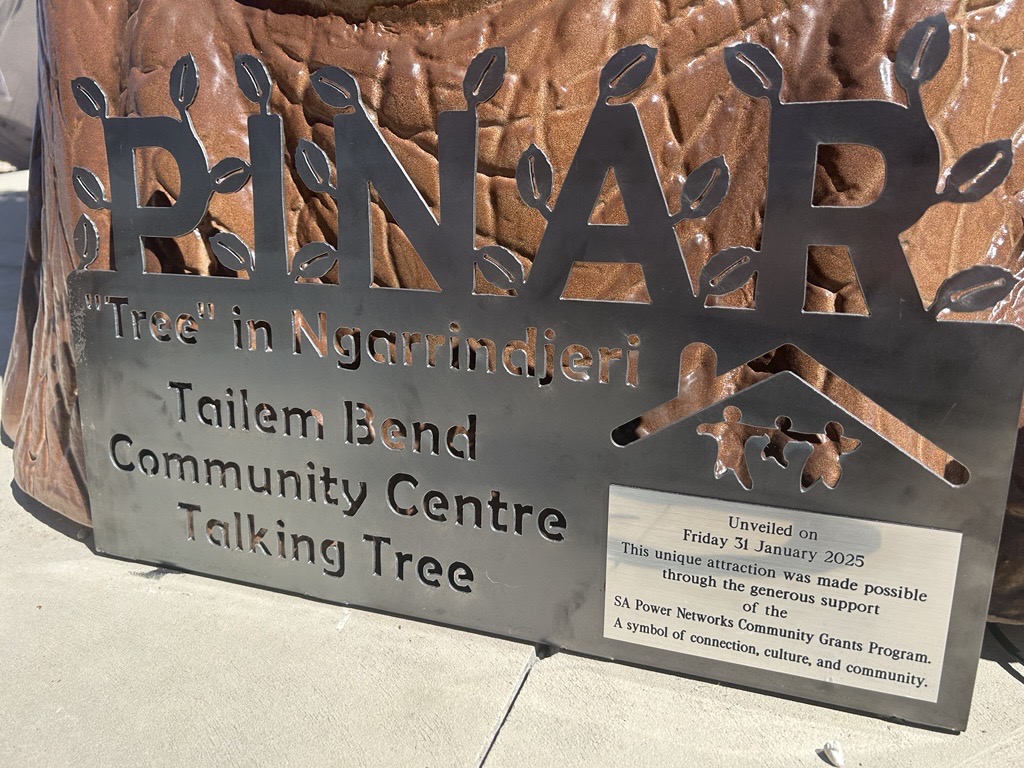 PINAR
"Tree" in Ngarrindjeri
Tailem Bend
Community Centre
Talking Tree
Unveiled on
Friday 31 January 2025
This unique attraction was made possible
through the generous support
of the
SA Power Networks Community Grants Program.
A symbol of connection, culture, and community.